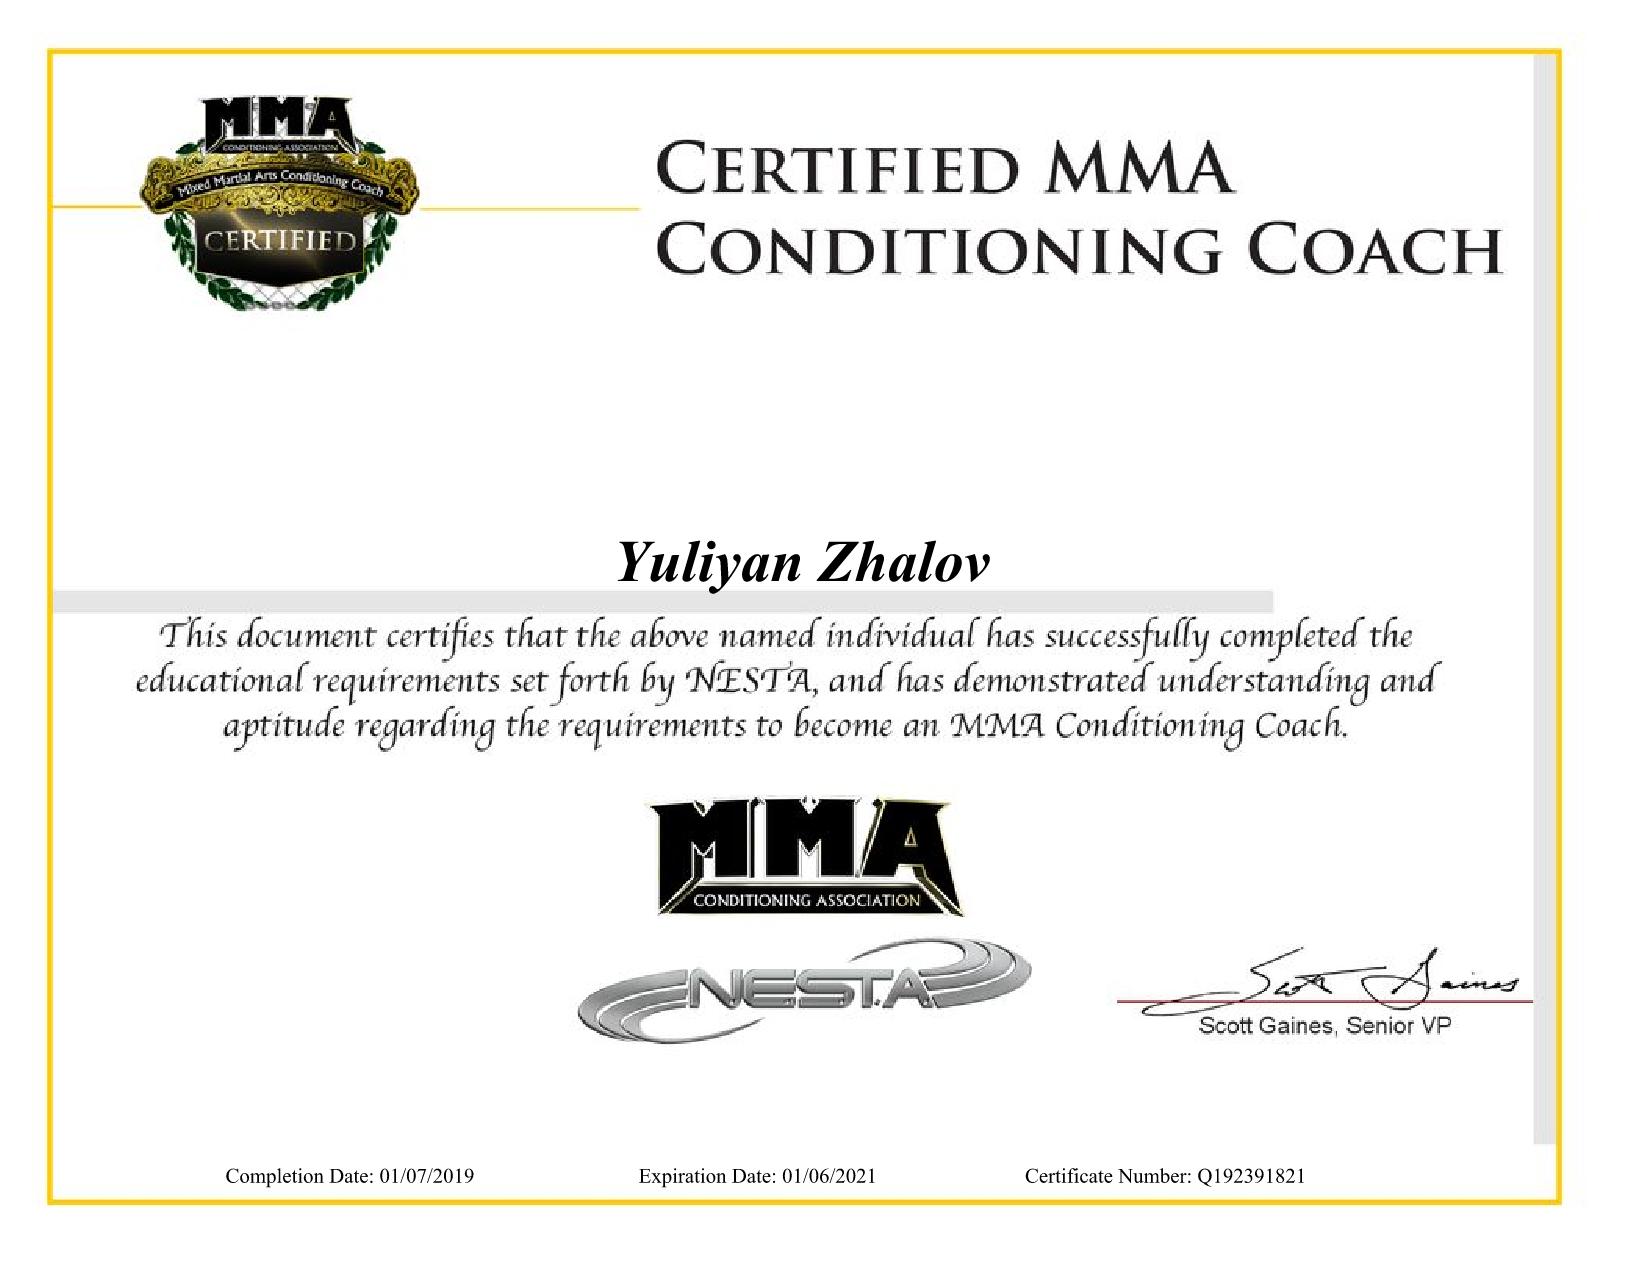 MMA
CONDITIONING ASSOCIATION
Mixed Martial Arts Conditioning Coach
CERTIFIED
CERTIFIED MMA
CONDITIONING COACH
Yuliyan Zhalov
This document certifies that the above named individual has successfully completed the
educational requirements set forth by NESTA, and has demonstrated understanding and
aptitude regarding the requirements to become an MMA Conditioning Coach.
MMA
CONDITIONING ASSOCIATION
N.E.S.T.A.
Scott Gaines
Scott Gaines, Senior VP
Completion Date: 01/07/2019
Expiration Date: 01/06/2021
Certificate Number: Q192391821